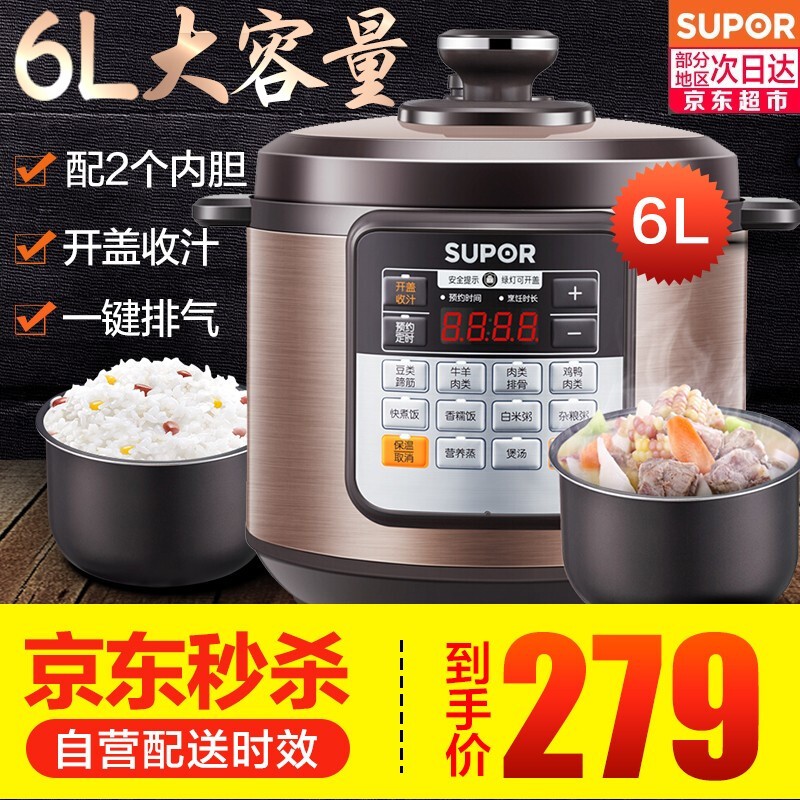 6L大容量
配2个内胆
开盖收汁
一键排气
SUPOR
部分地区 次日达
京东超市
6L
SUPOR
安全提示 绿灯可开盖
开盖收汁
预约时间 烹饪时长
+
预约定时
8:8:8:8
−
豆类蹄筋 牛羊肉类 肉类排骨 鸡鸭肉类
快煮饭 香糯饭 白米粥 杂粮粥
保温取消 营养蒸 煲汤
京东秒杀
自营配送时效
到手价
279